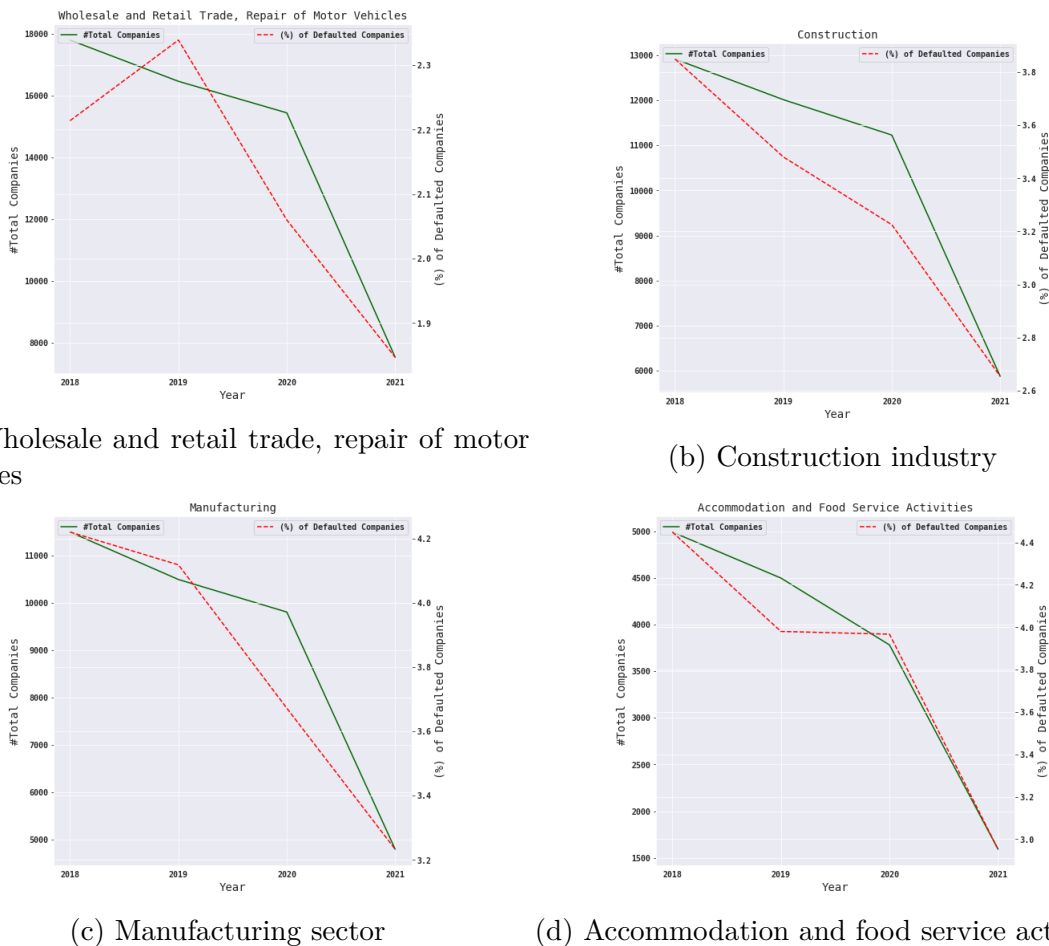 Wholesale and Retail Trade, Repair of Motor Vehicles
#Total Companies
(%) of Defaulted Companies
18000
16000
14000
12000
10000
8000
2.3
2.2
2.1
2.0
1.9
#Total Companies
(%) of Defaulted Companies
2018
2019
2020
2021
Year
Wholesale and retail trade, repair of motor
es
Construction
#Total Companies
(%) of Defaulted Companies
13000
12000
11000
10000
9000
8000
7000
6000
3.8
3.6
3.4
3.2
3.0
2.8
2.6
#Total Companies
(%) of Defaulted Companies
2018
2019
2020
2021
Year
(b) Construction industry
Manufacturing
#Total Companies
(%) of Defaulted Companies
11000
10000
9000
8000
7000
6000
5000
4.2
4.0
3.8
3.6
3.4
3.2
#Total Companies
(%) of Defaulted Companies
2018
2019
2020
2021
Year
(c) Manufacturing sector
Accommodation and Food Service Activities
#Total Companies
(%) of Defaulted Companies
5000
4500
4000
3500
3000
2500
2000
1500
4.4
4.2
4.0
3.8
3.6
3.4
3.2
3.0
#Total Companies
(%) of Defaulted Companies
2018
2019
2020
2021
Year
(d) Accommodation and food service act